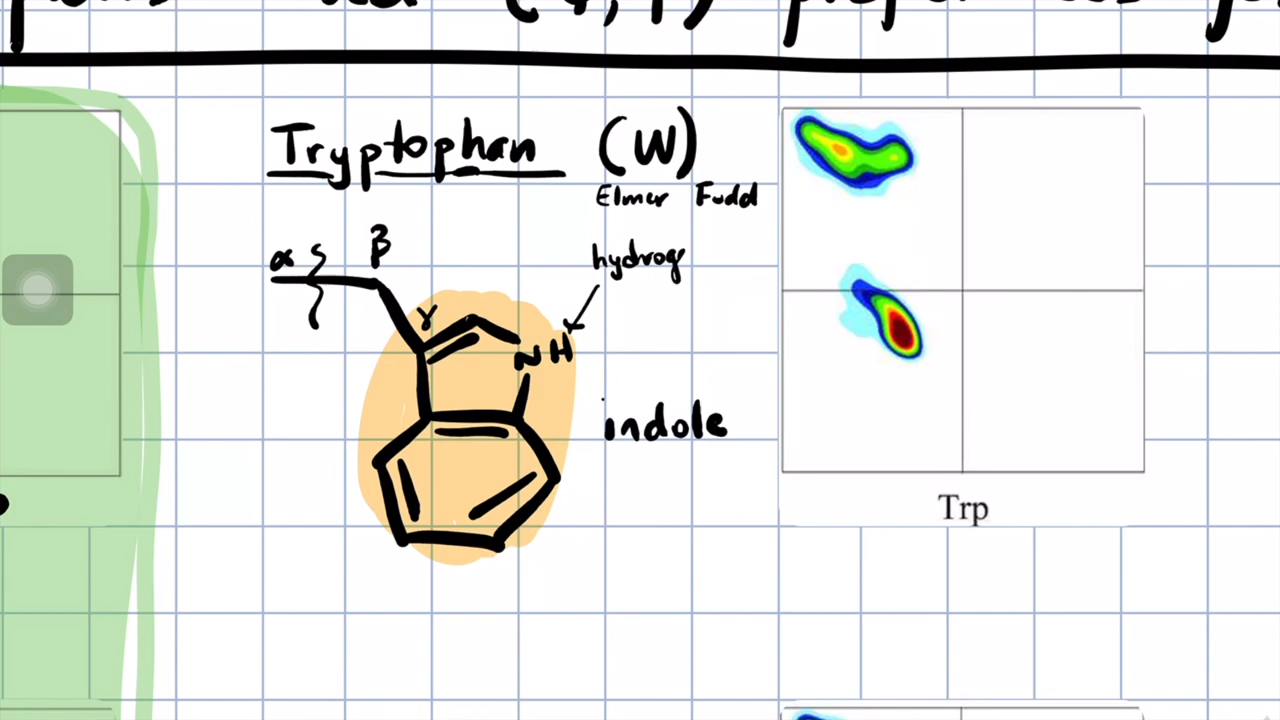 Tryptophan (W)
Elmer Fudd
α β
hydrog
γ
NH
indole
Trp